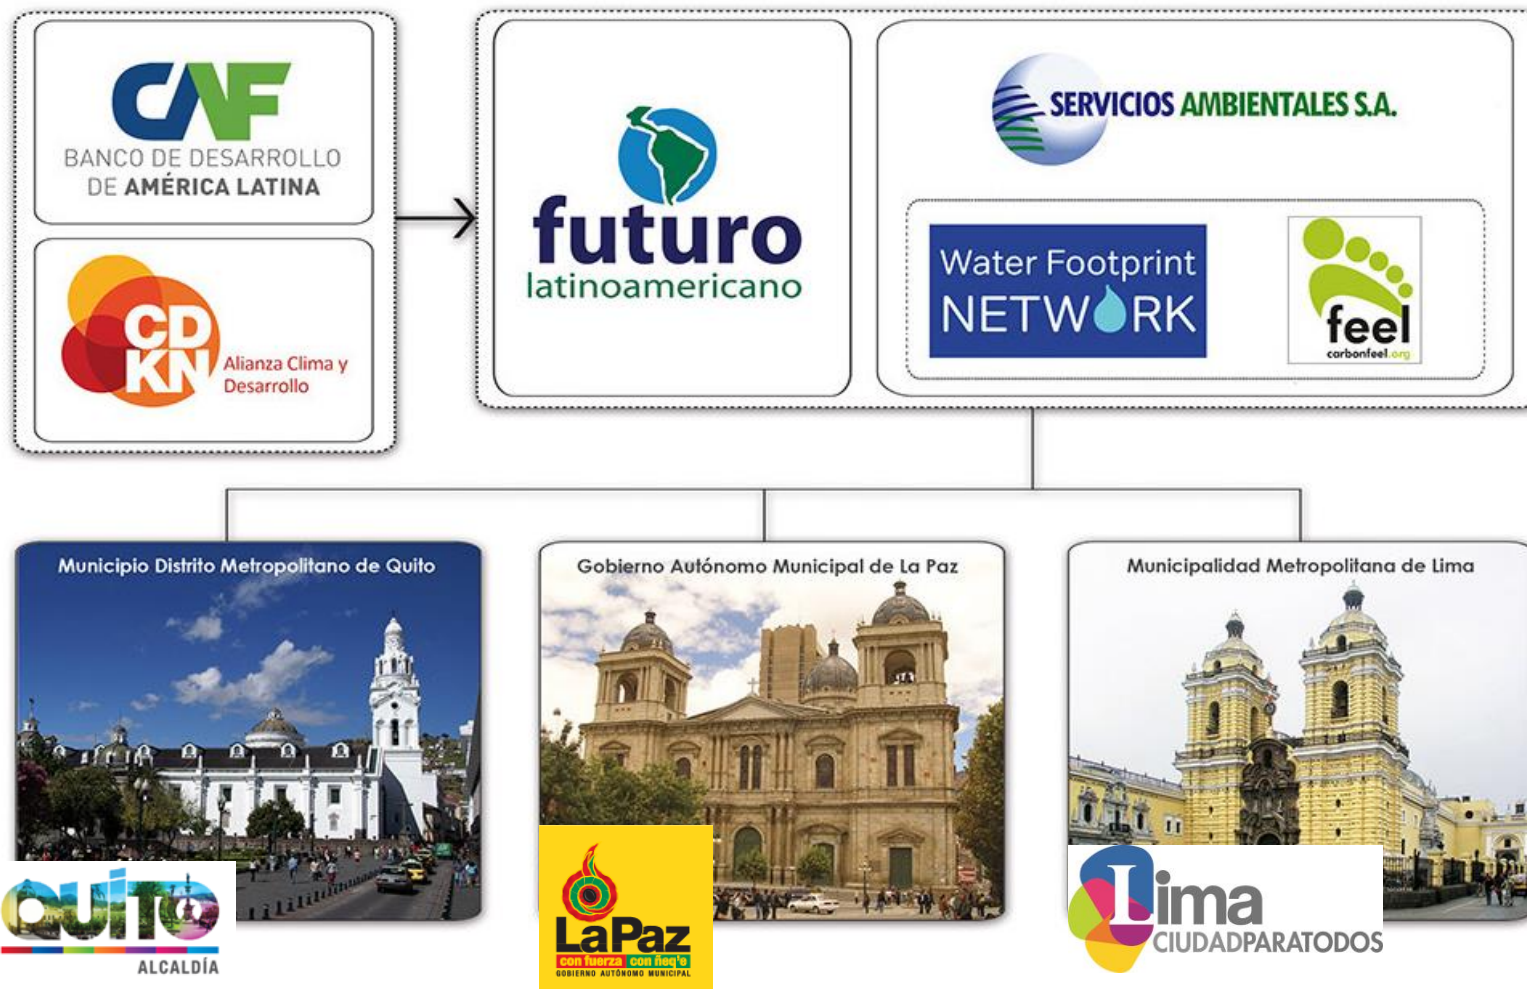 CAF
BANCO DE DESARROLLO
DE AMÉRICA LATINA
CD
KN
Alianza Clima y
Desarrollo
futuro
latinoamericano
SERVICIOS AMBIENTALES S.A.
Water Footprint
NETWORK
feel
carbonfeel.org
Municipio Distrito Metropolitano de Quito
QUITO
ALCALDÍA
Gobierno Autónomo Municipal de La Paz
LaPaz
con fuerza con ñeq'e
GOBIERNO AUTÓNOMO MUNICIPAL
Municipalidad Metropolitana de Lima
Lima
CIUDADPARATODOS